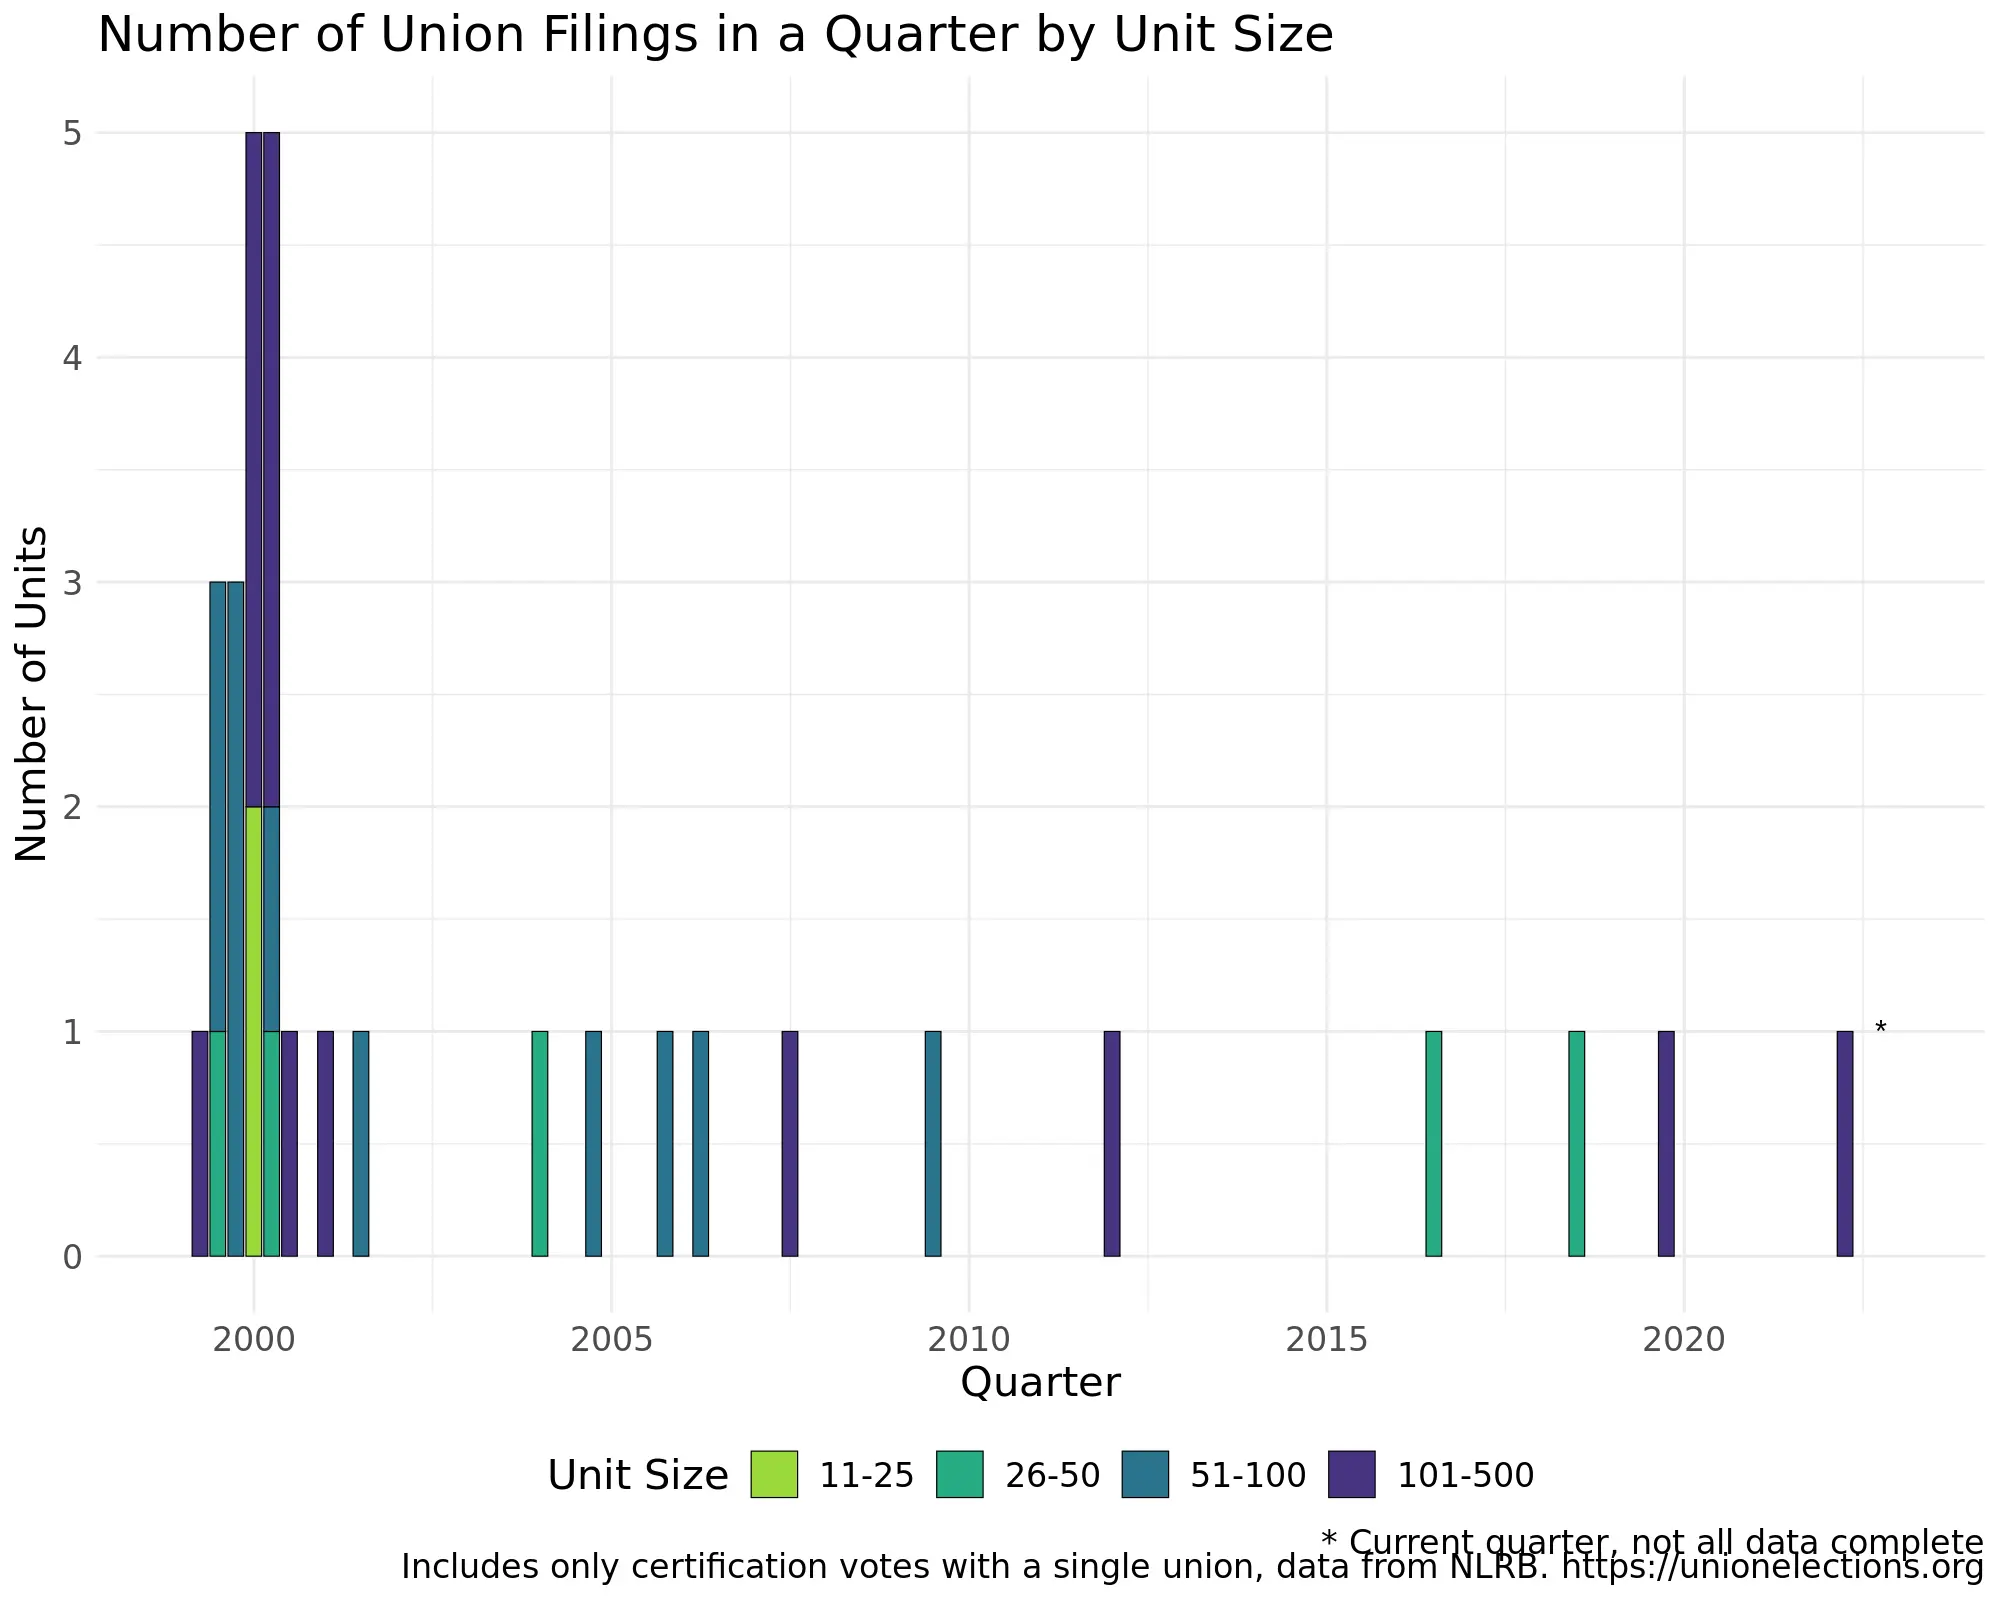 Number of Union Filings in a Quarter by Unit Size
Number of Units
5
4
3
2
1
0
*
2000 2005 2010 2015 2020
Quarter
Unit Size 11-25 26-50 51-100 101-500
* Current quarter, not all data complete
Includes only certification votes with a single union, data from NLRB. https://unionelections.org